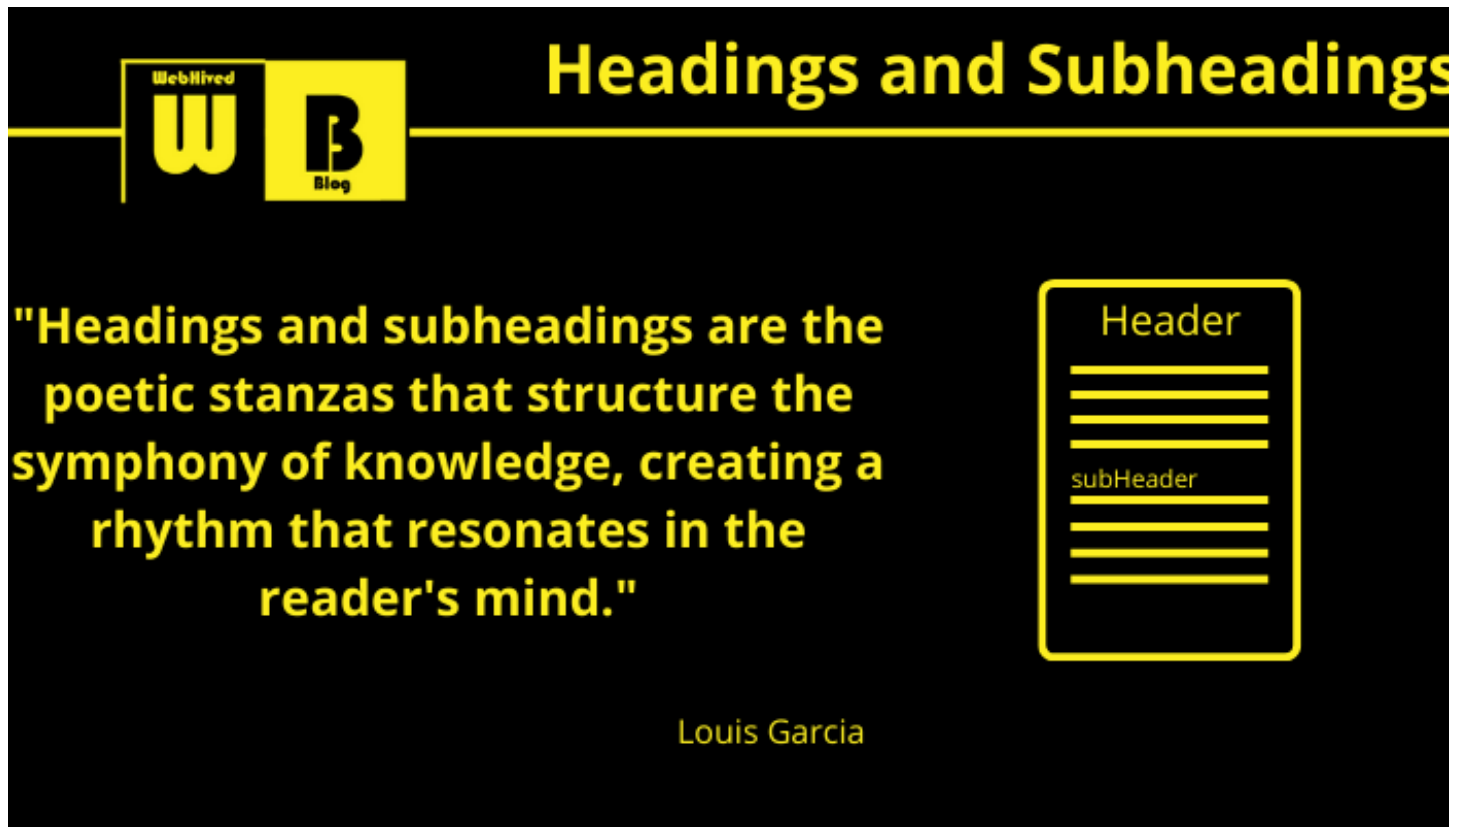 Headings and Subheadings
WebHived
W
B
Blog
"Headings and subheadings are the
poetic stanzas that structure the
symphony of knowledge, creating a
rhythm that resonates in the
reader's mind."
Louis Garcia
Header
subHeader